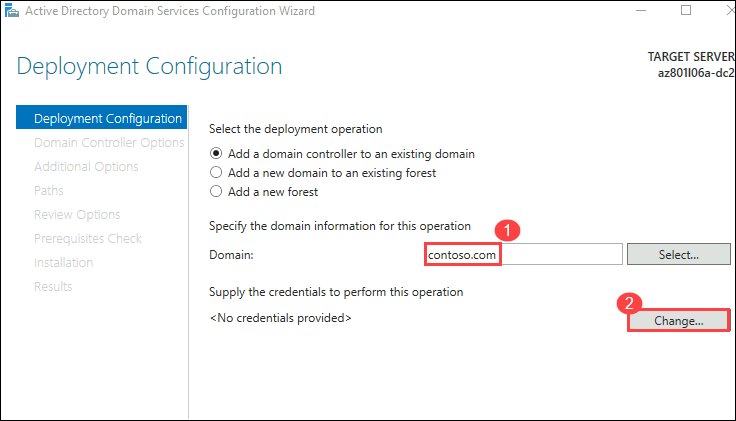 Active Directory Domain Services Configuration Wizard
Deployment Configuration
TARGET SERVER
az801l06a-dc2
Deployment Configuration
Domain Controller Options
Additional Options
Paths
Review Options
Prerequisites Check
Installation
Results
Select the deployment operation
Add a domain controller to an existing domain
Add a new domain to an existing forest
Add a new forest
Specify the domain information for this operation
1
Domain:
contoso.com
Select...
Supply the credentials to perform this operation
2
<No credentials provided>
Change...